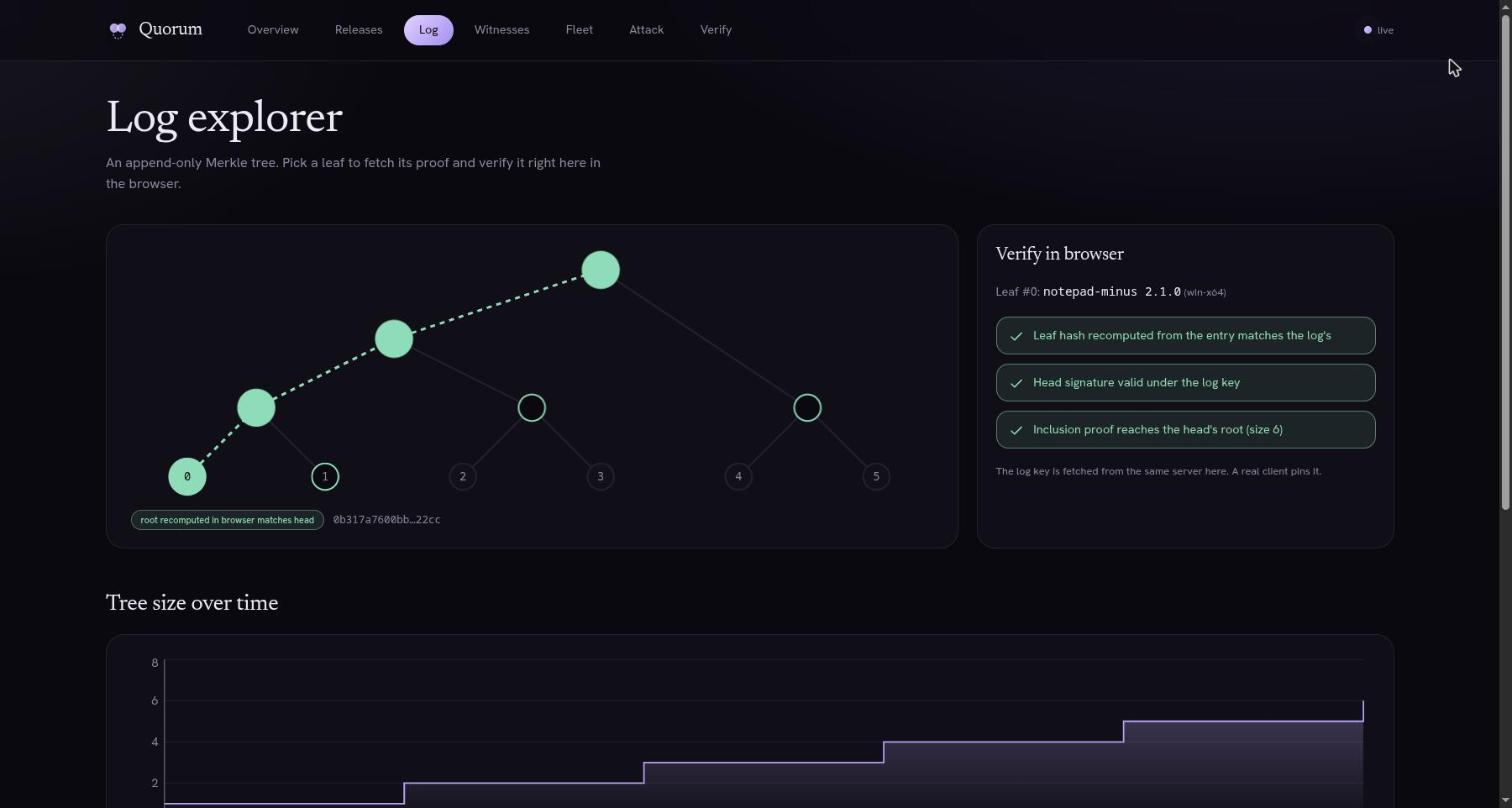 Quorum Overview Releases Log Witnesses Fleet Attack Verify live
Log explorer
An append-only Merkle tree. Pick a leaf to fetch its proof and verify it right here in
the browser.
0 1 2 3 4 5
root recomputed in browser matches head 0b317a7600bb…22cc
Verify in browser
Leaf #0: notepad-minus 2.1.0 (win-x64)
Leaf hash recomputed from the entry matches the log's
Head signature valid under the log key
Inclusion proof reaches the head's root (size 6)
The log key is fetched from the same server here. A real client pins it.
Tree size over time
8
6
4
2